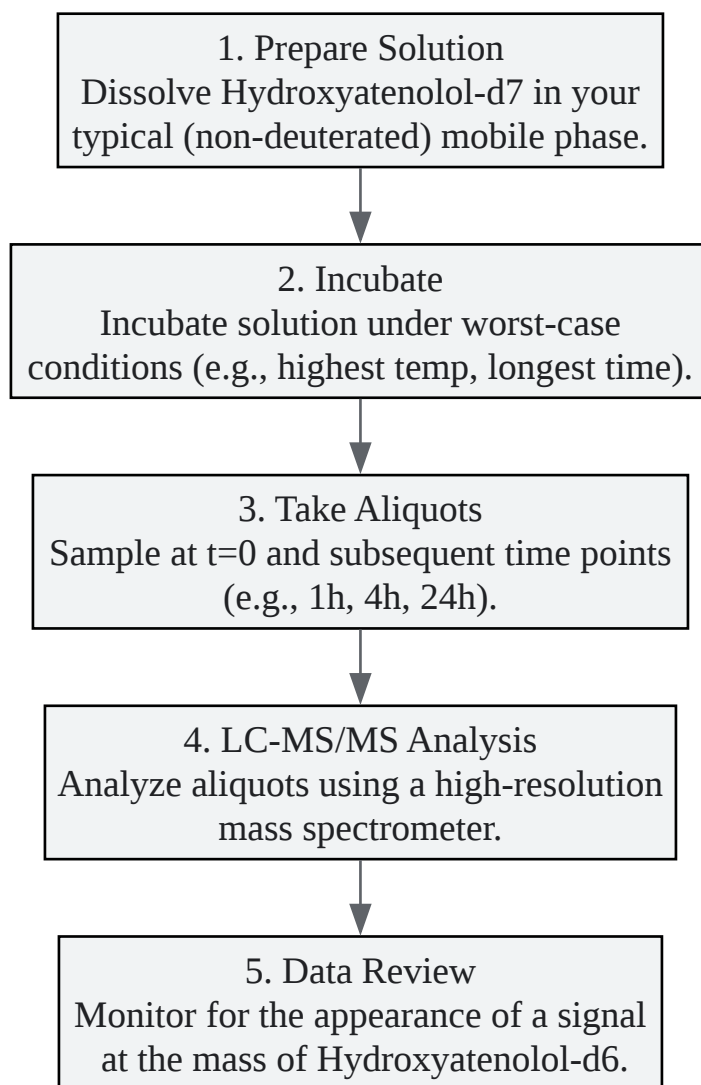 1. Prepare Solution
Dissolve Hydroxyatenolol-d7 in your
typical (non-deuterated) mobile phase.
2. Incubate
Incubate solution under worst-case
conditions (e.g., highest temp, longest time).
3. Take Aliquots
Sample at t=0 and subsequent time points
(e.g., 1h, 4h, 24h).
4. LC-MS/MS Analysis
Analyze aliquots using a high-resolution
mass spectrometer.
5. Data Review
Monitor for the appearance of a signal
at the mass of Hydroxyatenolol-d6.